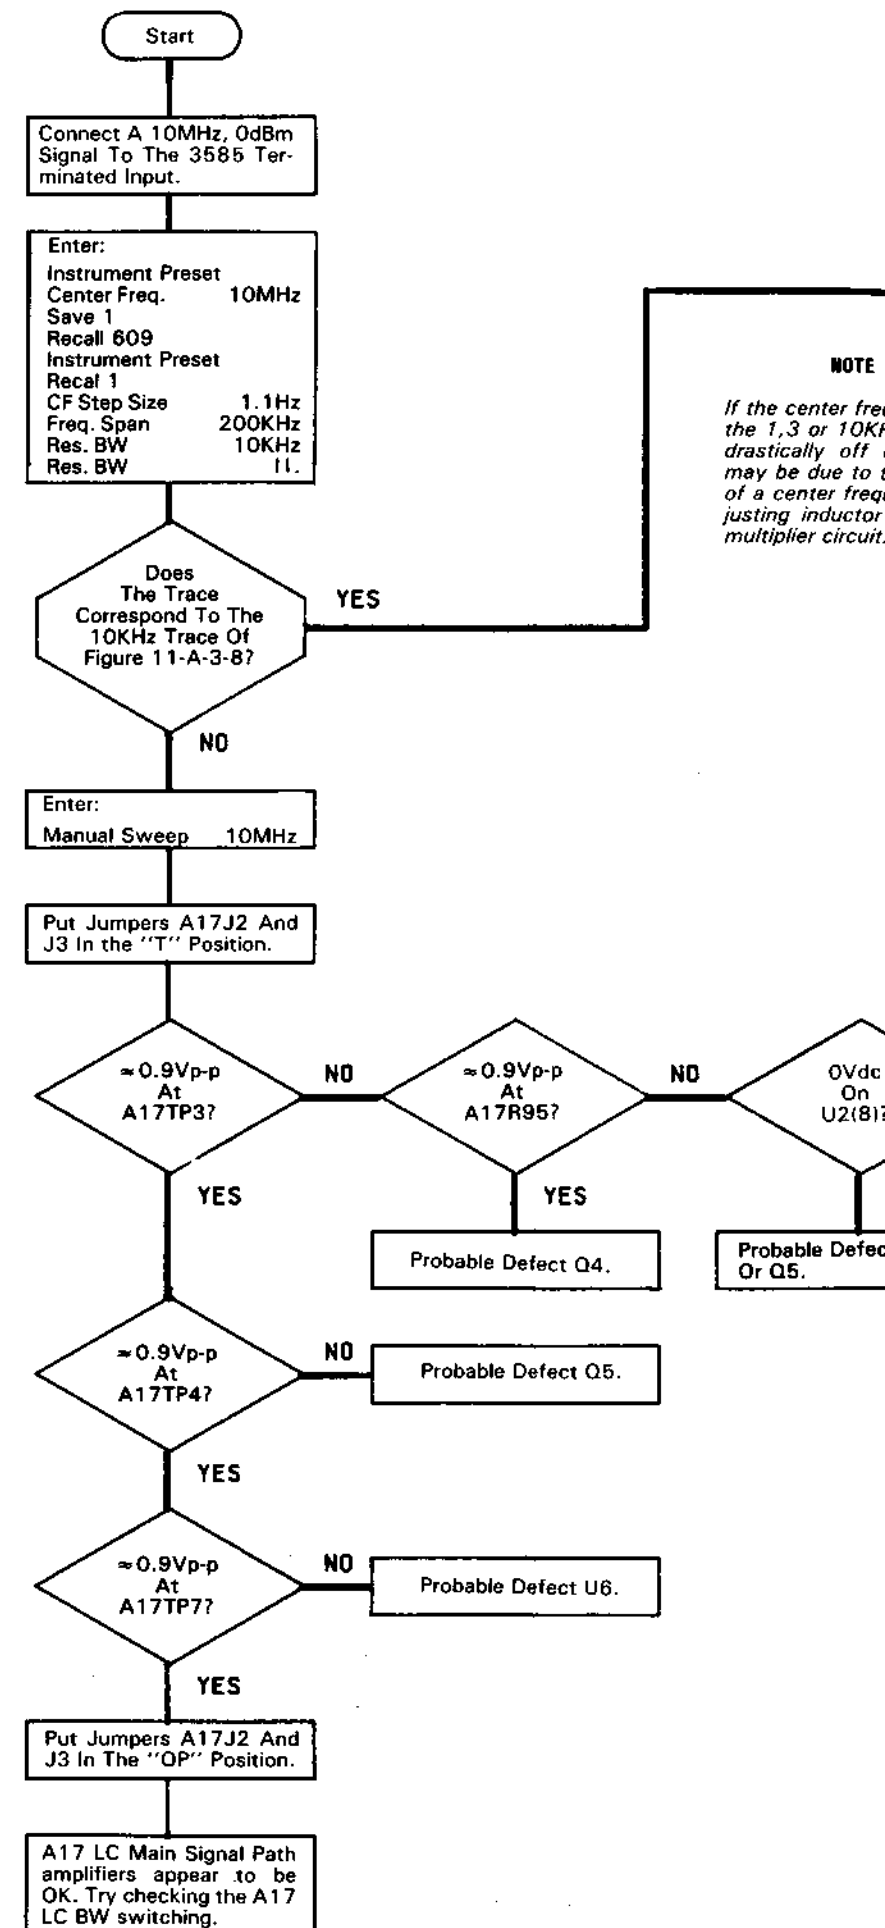 Start
Connect A 10MHz, 0dBm
Signal To The 3585 Ter-
minated Input.
Enter:
Instrument Preset
Center Freq. 10MHz
Save 1
Recall 609
Instrument Preset
Recal 1
CF Step Size 1.1Hz
Freq. Span 200KHz
Res. BW 10KHz
Res. BW
Does
The Trace
Correspond To The
10KHz Trace Of
Figure 11-A-3-8?
YES
NOTE
If the center
the 1,3 or
drastically off
may be due to
of a center
justing inductor
multiplier circuit.
NO
Enter:
Manual Sweep 10MHz
Put Jumpers A17J2 And
J3 In the "T" Position.
≈0.9Vp-p
At
A17TP3?
NO
≈0.9Vp-p
At
A17R95?
NO
0Vdc
On
U2(8)?
YES
YES
Probable Defect Q4.
Probable
Or Q5.
≈0.9Vp-p
At
A17TP4?
NO
Probable Defect Q5.
YES
≈0.9Vp-p
At
A17TP7?
NO
Probable Defect U6.
YES
Put Jumpers A17J2 And
J3 In The "OP" Position.
A17 LC Main Signal Path
amplifiers appear to be
OK. Try checking the A17
LC BW switching.